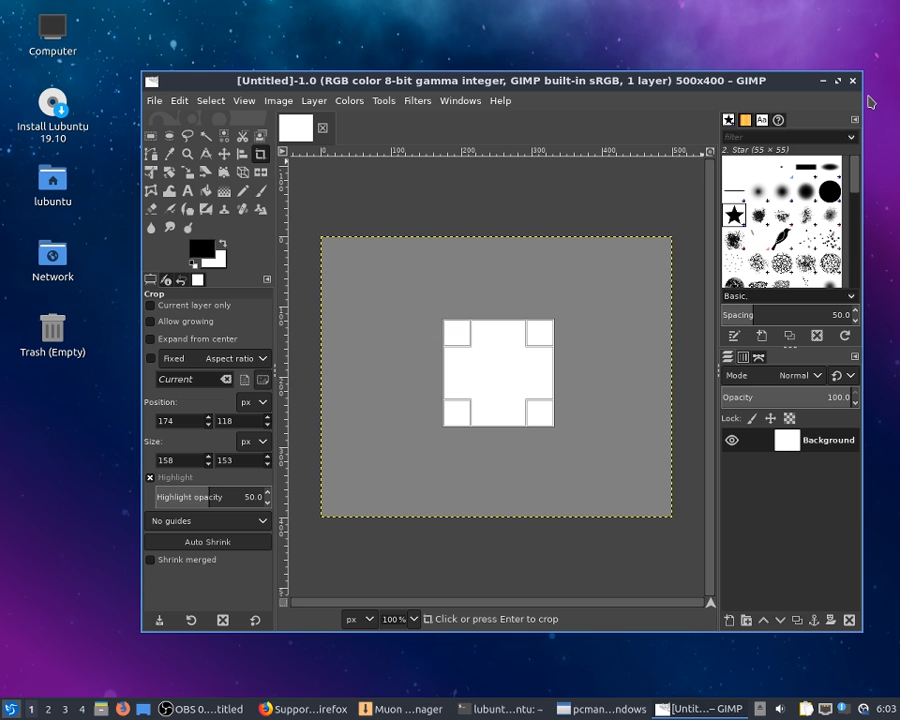 Computer
Install Lubuntu
19.10
lubuntu
Network
Trash (Empty)
[Untitled]-1.0 (RGB color 8-bit gamma integer, GIMP built-in sRGB, 1 layer) 500x400 – GIMP
File Edit Select View Image Layer Colors Tools Filters Windows Help
filter
2. Star (55 × 55)
Basic,
Spacing 50.0
Mode Normal
Opacity 100.0
Lock:
Background
Crop
Current layer only
Allow growing
Expand from center
Fixed Aspect ratio
Current
Position: px
174 118
Size: px
158 153
Highlight
Highlight opacity 50.0
No guides
Auto Shrink
Shrink merged
0 100 200 300 400 500
px 100 % Click or press Enter to crop
1 2 3 4 OBS 0....titled Suppor...irefox Muon ...nager lubunt...ntu: ~ pcman...ndows [Untit...– GIMP 6:03